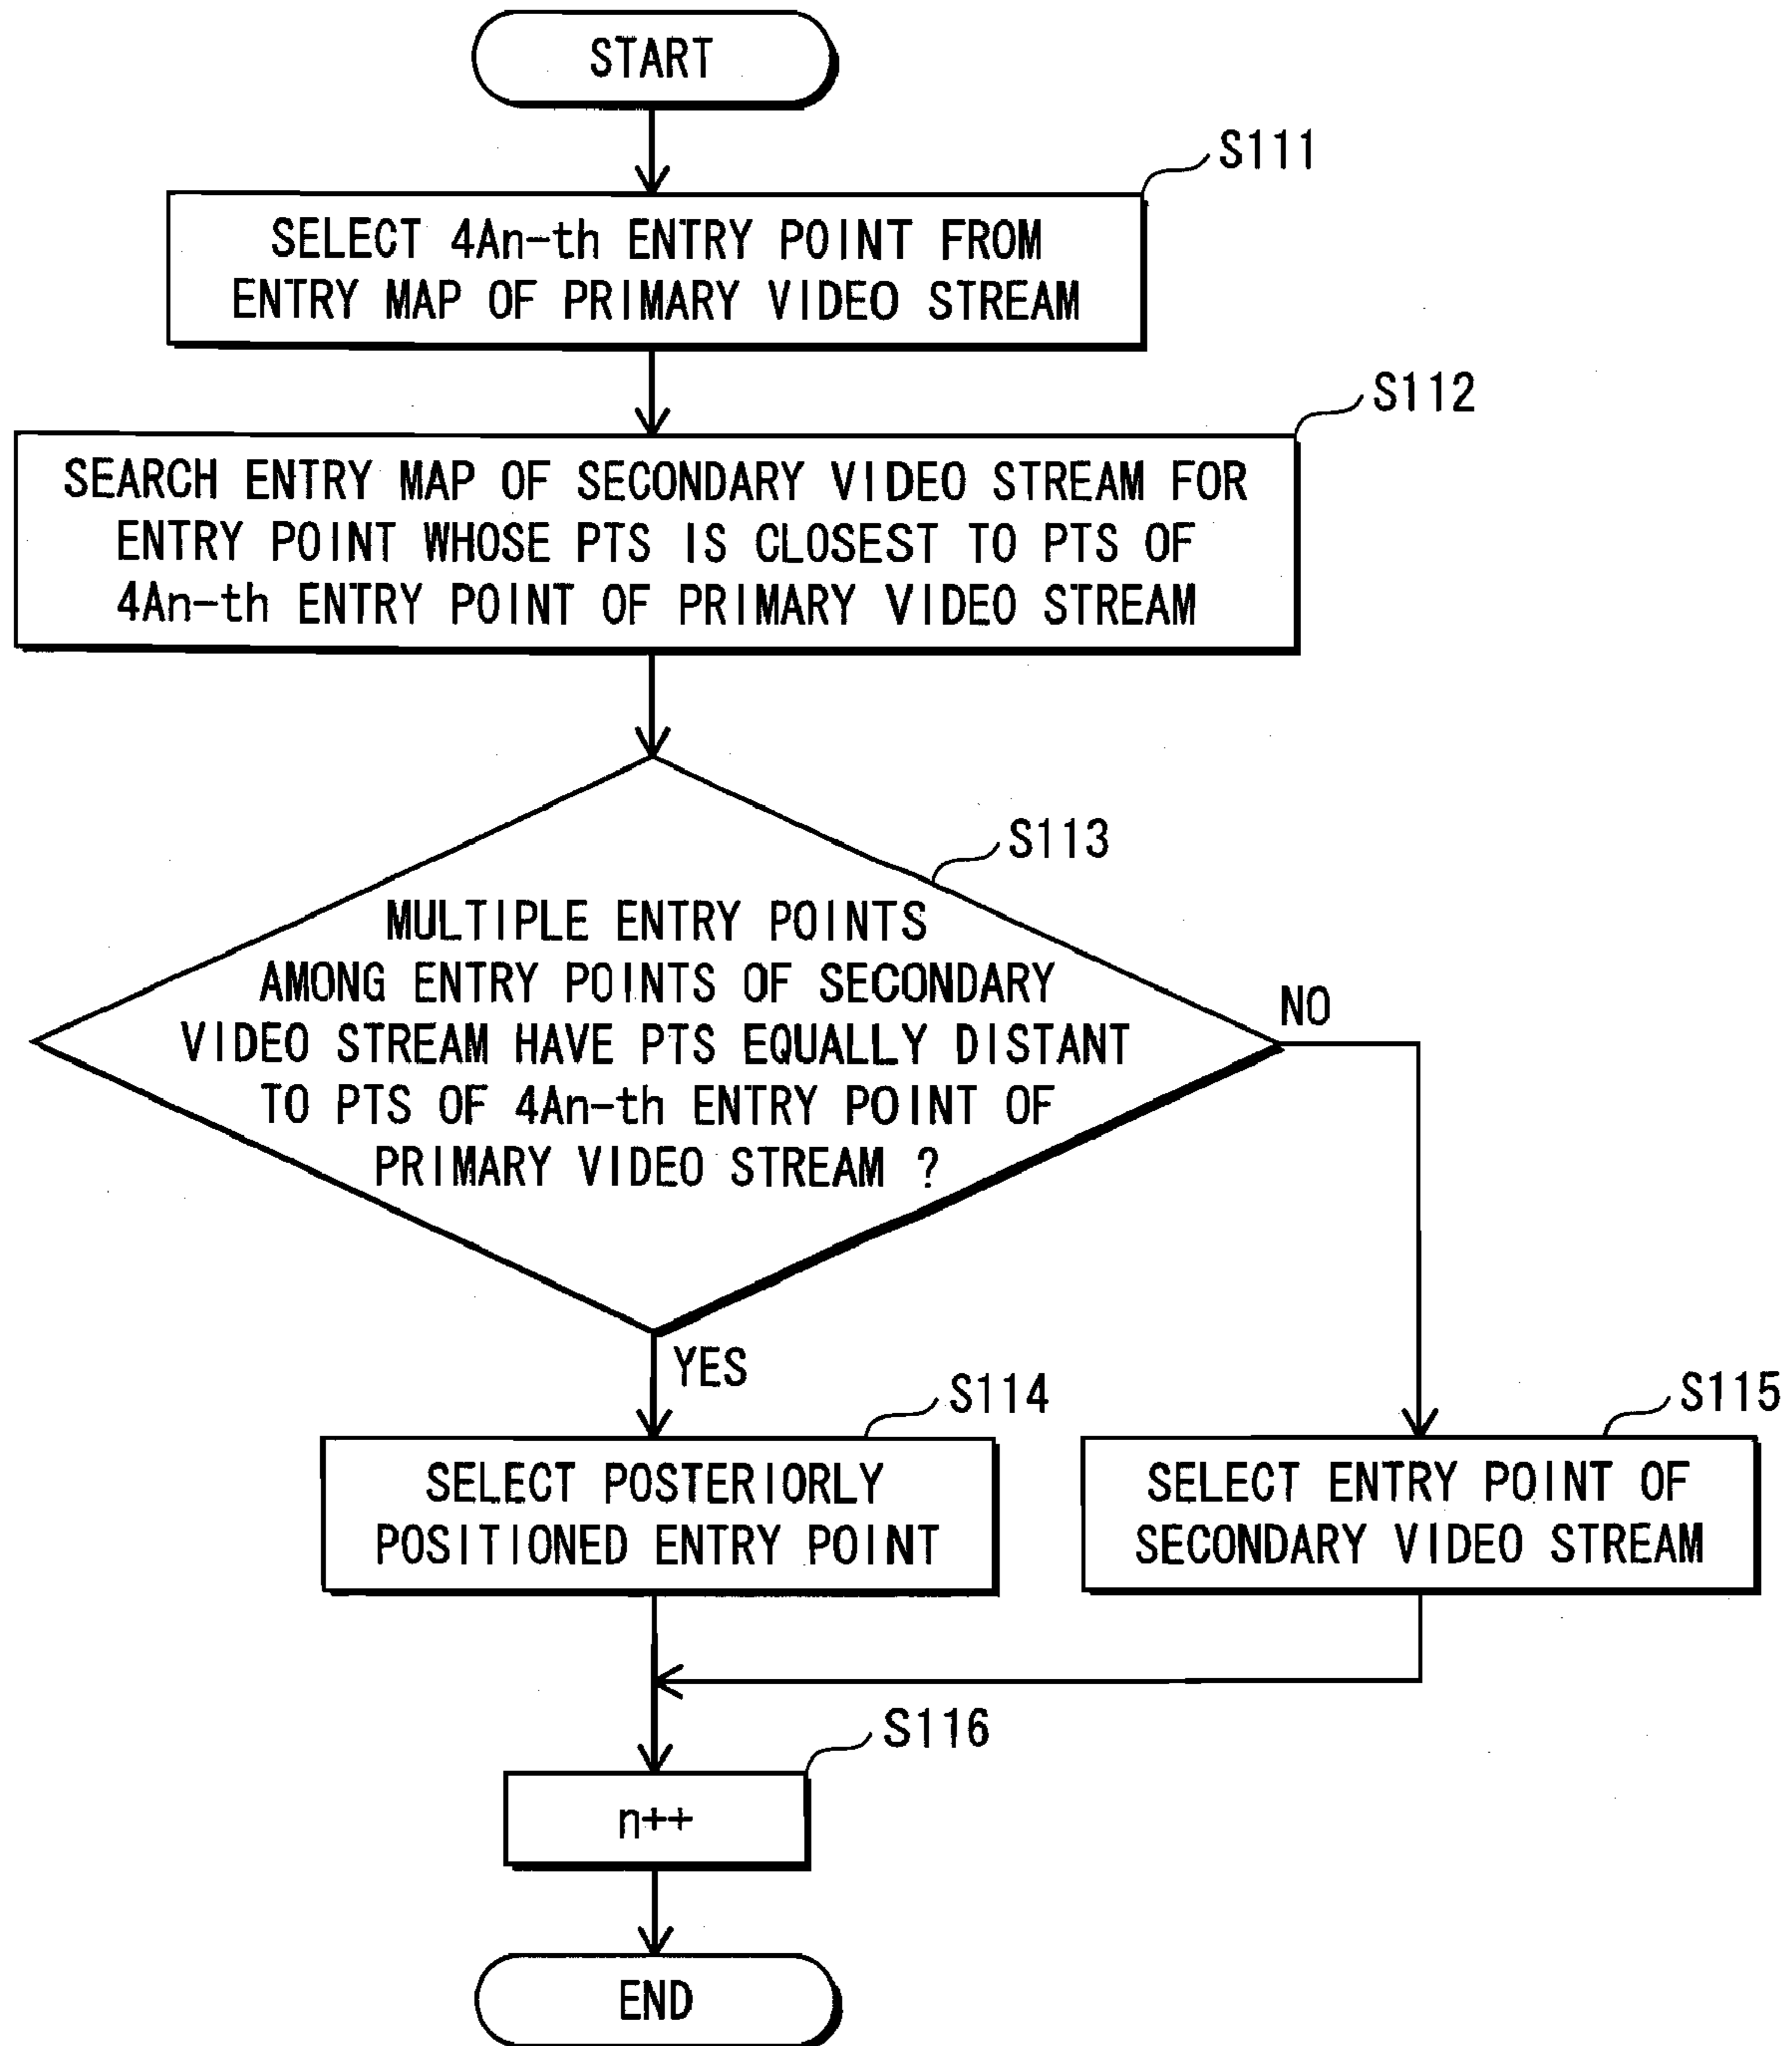 START
S111
SELECT 4An-th ENTRY POINT FROM
ENTRY MAP OF PRIMARY VIDEO STREAM
S112
SEARCH ENTRY MAP OF SECONDARY VIDEO STREAM FOR
ENTRY POINT WHOSE PTS IS CLOSEST TO PTS OF
4An-th ENTRY POINT OF PRIMARY VIDEO STREAM
S113
MULTIPLE ENTRY POINTS
AMONG ENTRY POINTS OF SECONDARY
VIDEO STREAM HAVE PTS EQUALLY DISTANT
TO PTS OF 4An-th ENTRY POINT OF
PRIMARY VIDEO STREAM ?
NO
YES
S114
SELECT POSTERIORLY
POSITIONED ENTRY POINT
S115
SELECT ENTRY POINT OF
SECONDARY VIDEO STREAM
S116
n++
END